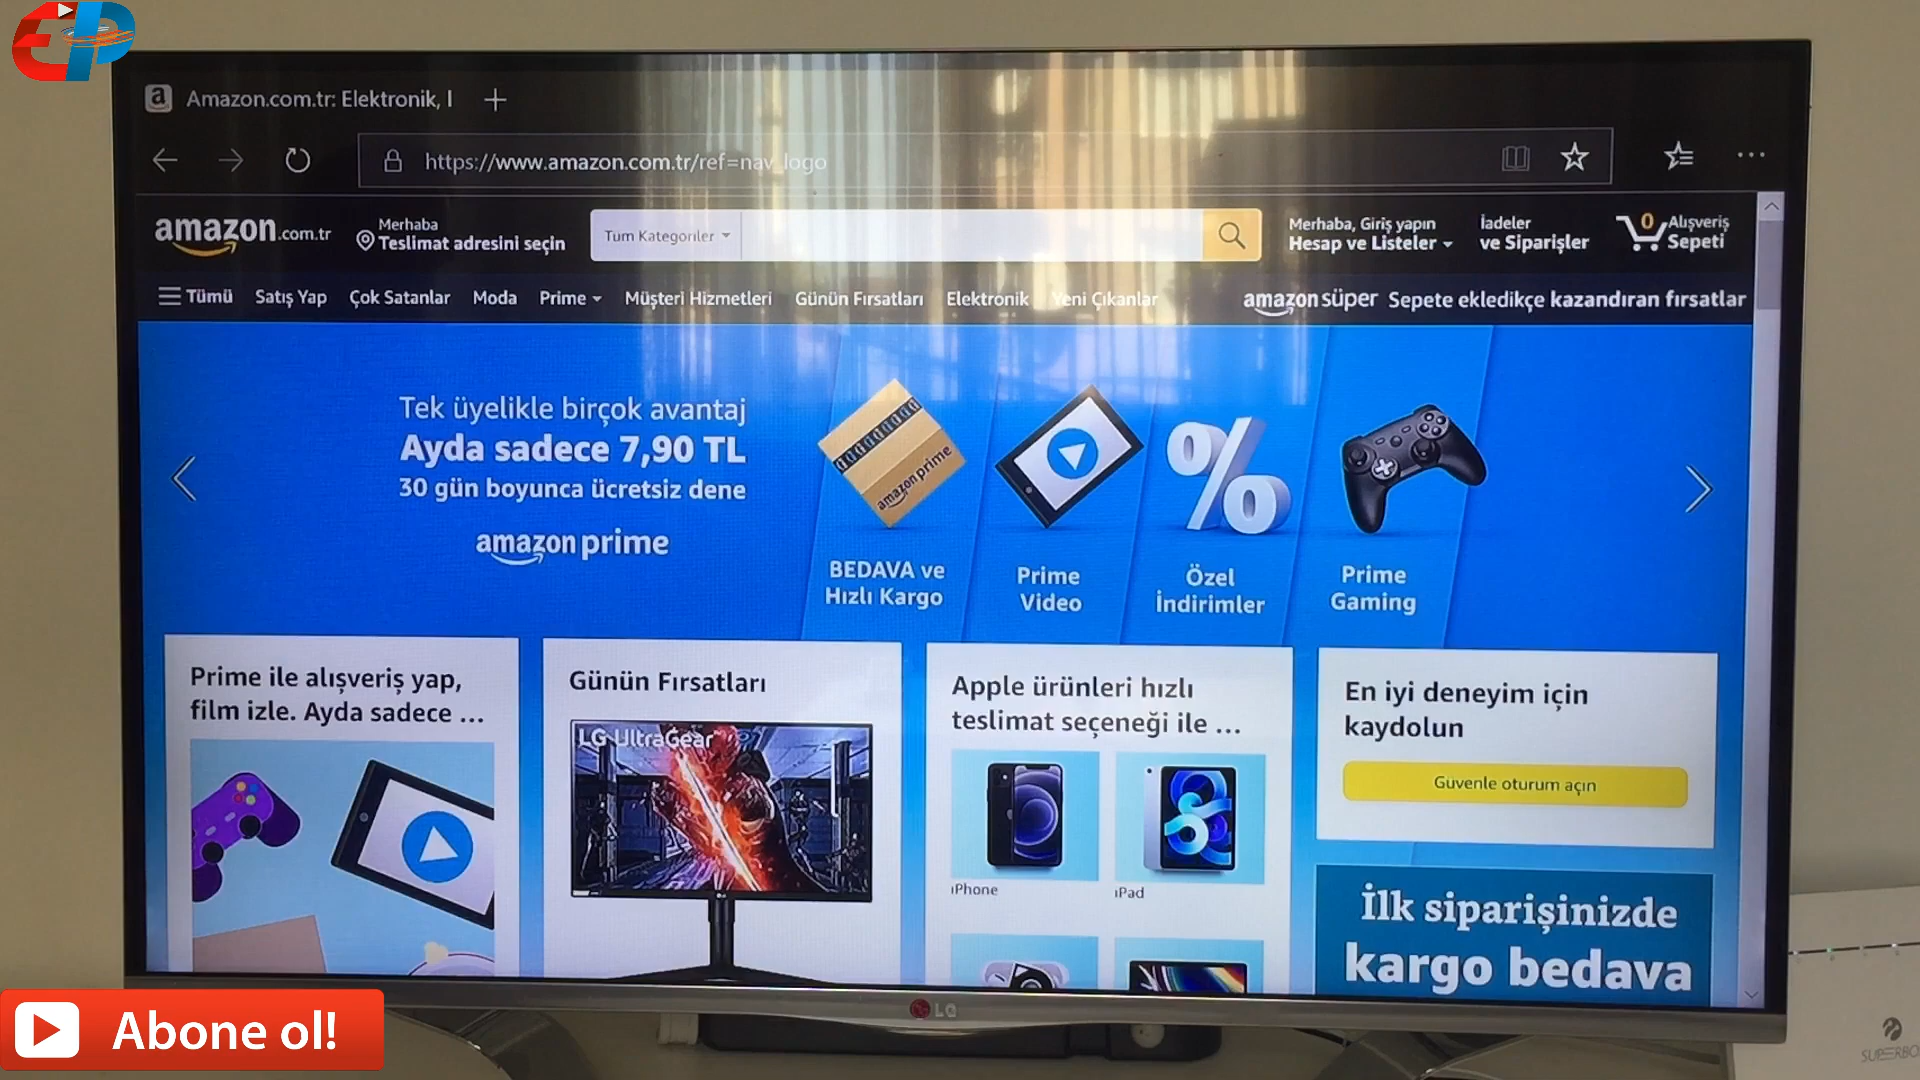 EP
Amazon.com.tr: Elektronik, I
https://www.amazon.com.tr/ref=nav_logo
amazon.com.tr
Merhaba
Teslimat adresini seçin
Tüm Kategoriler
Merhaba, Giriş yapın
Hesap ve Listeler
İadeler
ve Siparişler
0
Alışveriş
Sepeti
Tümü
Satış Yap
Çok Satanlar
Moda
Prime
Müşteri Hizmetleri
Günün Fırsatları
Elektronik
Yeni Çıkanlar
amazon süper Sepete ekledikçe kazandıran fırsatlar
Tek üyelikle birçok avantaj
Ayda sadece 7,90 TL
30 gün boyunca ücretsiz dene
amazon prime
amazon prime
BEDAVA ve
Hızlı Kargo
Prime
Video
%
Özel
İndirimler
Prime
Gaming
Prime ile alışveriş yap,
film izle. Ayda sadece ...
Günün Fırsatları
LG UltraGear
Apple ürünleri hızlı
teslimat seçeneği ile ...
iPhone
iPad
En iyi deneyim için
kaydolun
Güvenle oturum açın
İlk siparişinizde
kargo bedava
LG
Abone ol!